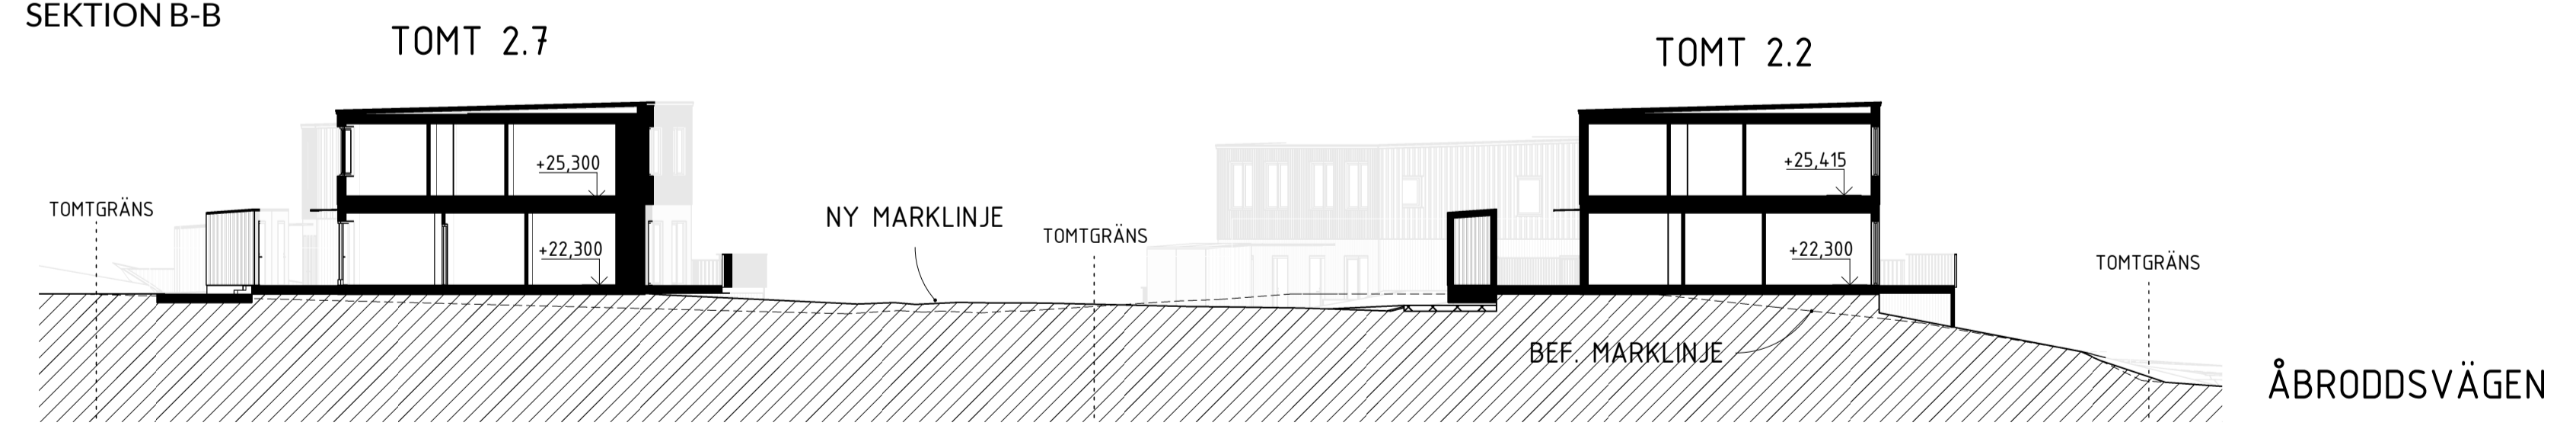 SEKTION B-B
TOMT 2.7
TOMT 2.2
+25,300
+25,415
TOMTGRÄNS
NY MARKLINJE
TOMTGRÄNS
+22,300
+22,300
TOMTGRÄNS
BEF. MARKLINJE
ÅBRODDSVÄGEN